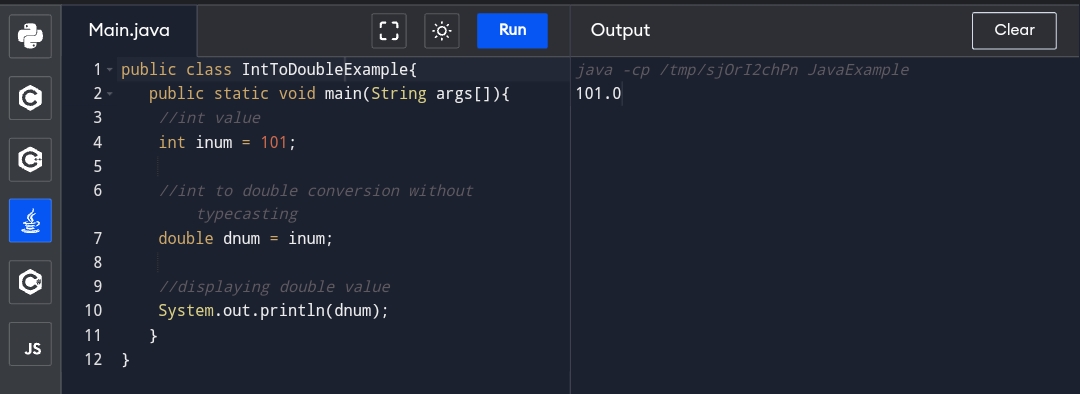 Main.java
Run
Output
Clear
1 public class IntToDoubleExample{
2 public static void main(String args[]){
3 //int value
4 int inum = 101;
5
6 //int to double conversion without
typecasting
7 double dnum = inum;
8
9 //displaying double value
10 System.out.println(dnum);
11 }
12 }
java -cp /tmp/sjOrI2chPn JavaExample
101.0
C
C
C
JS